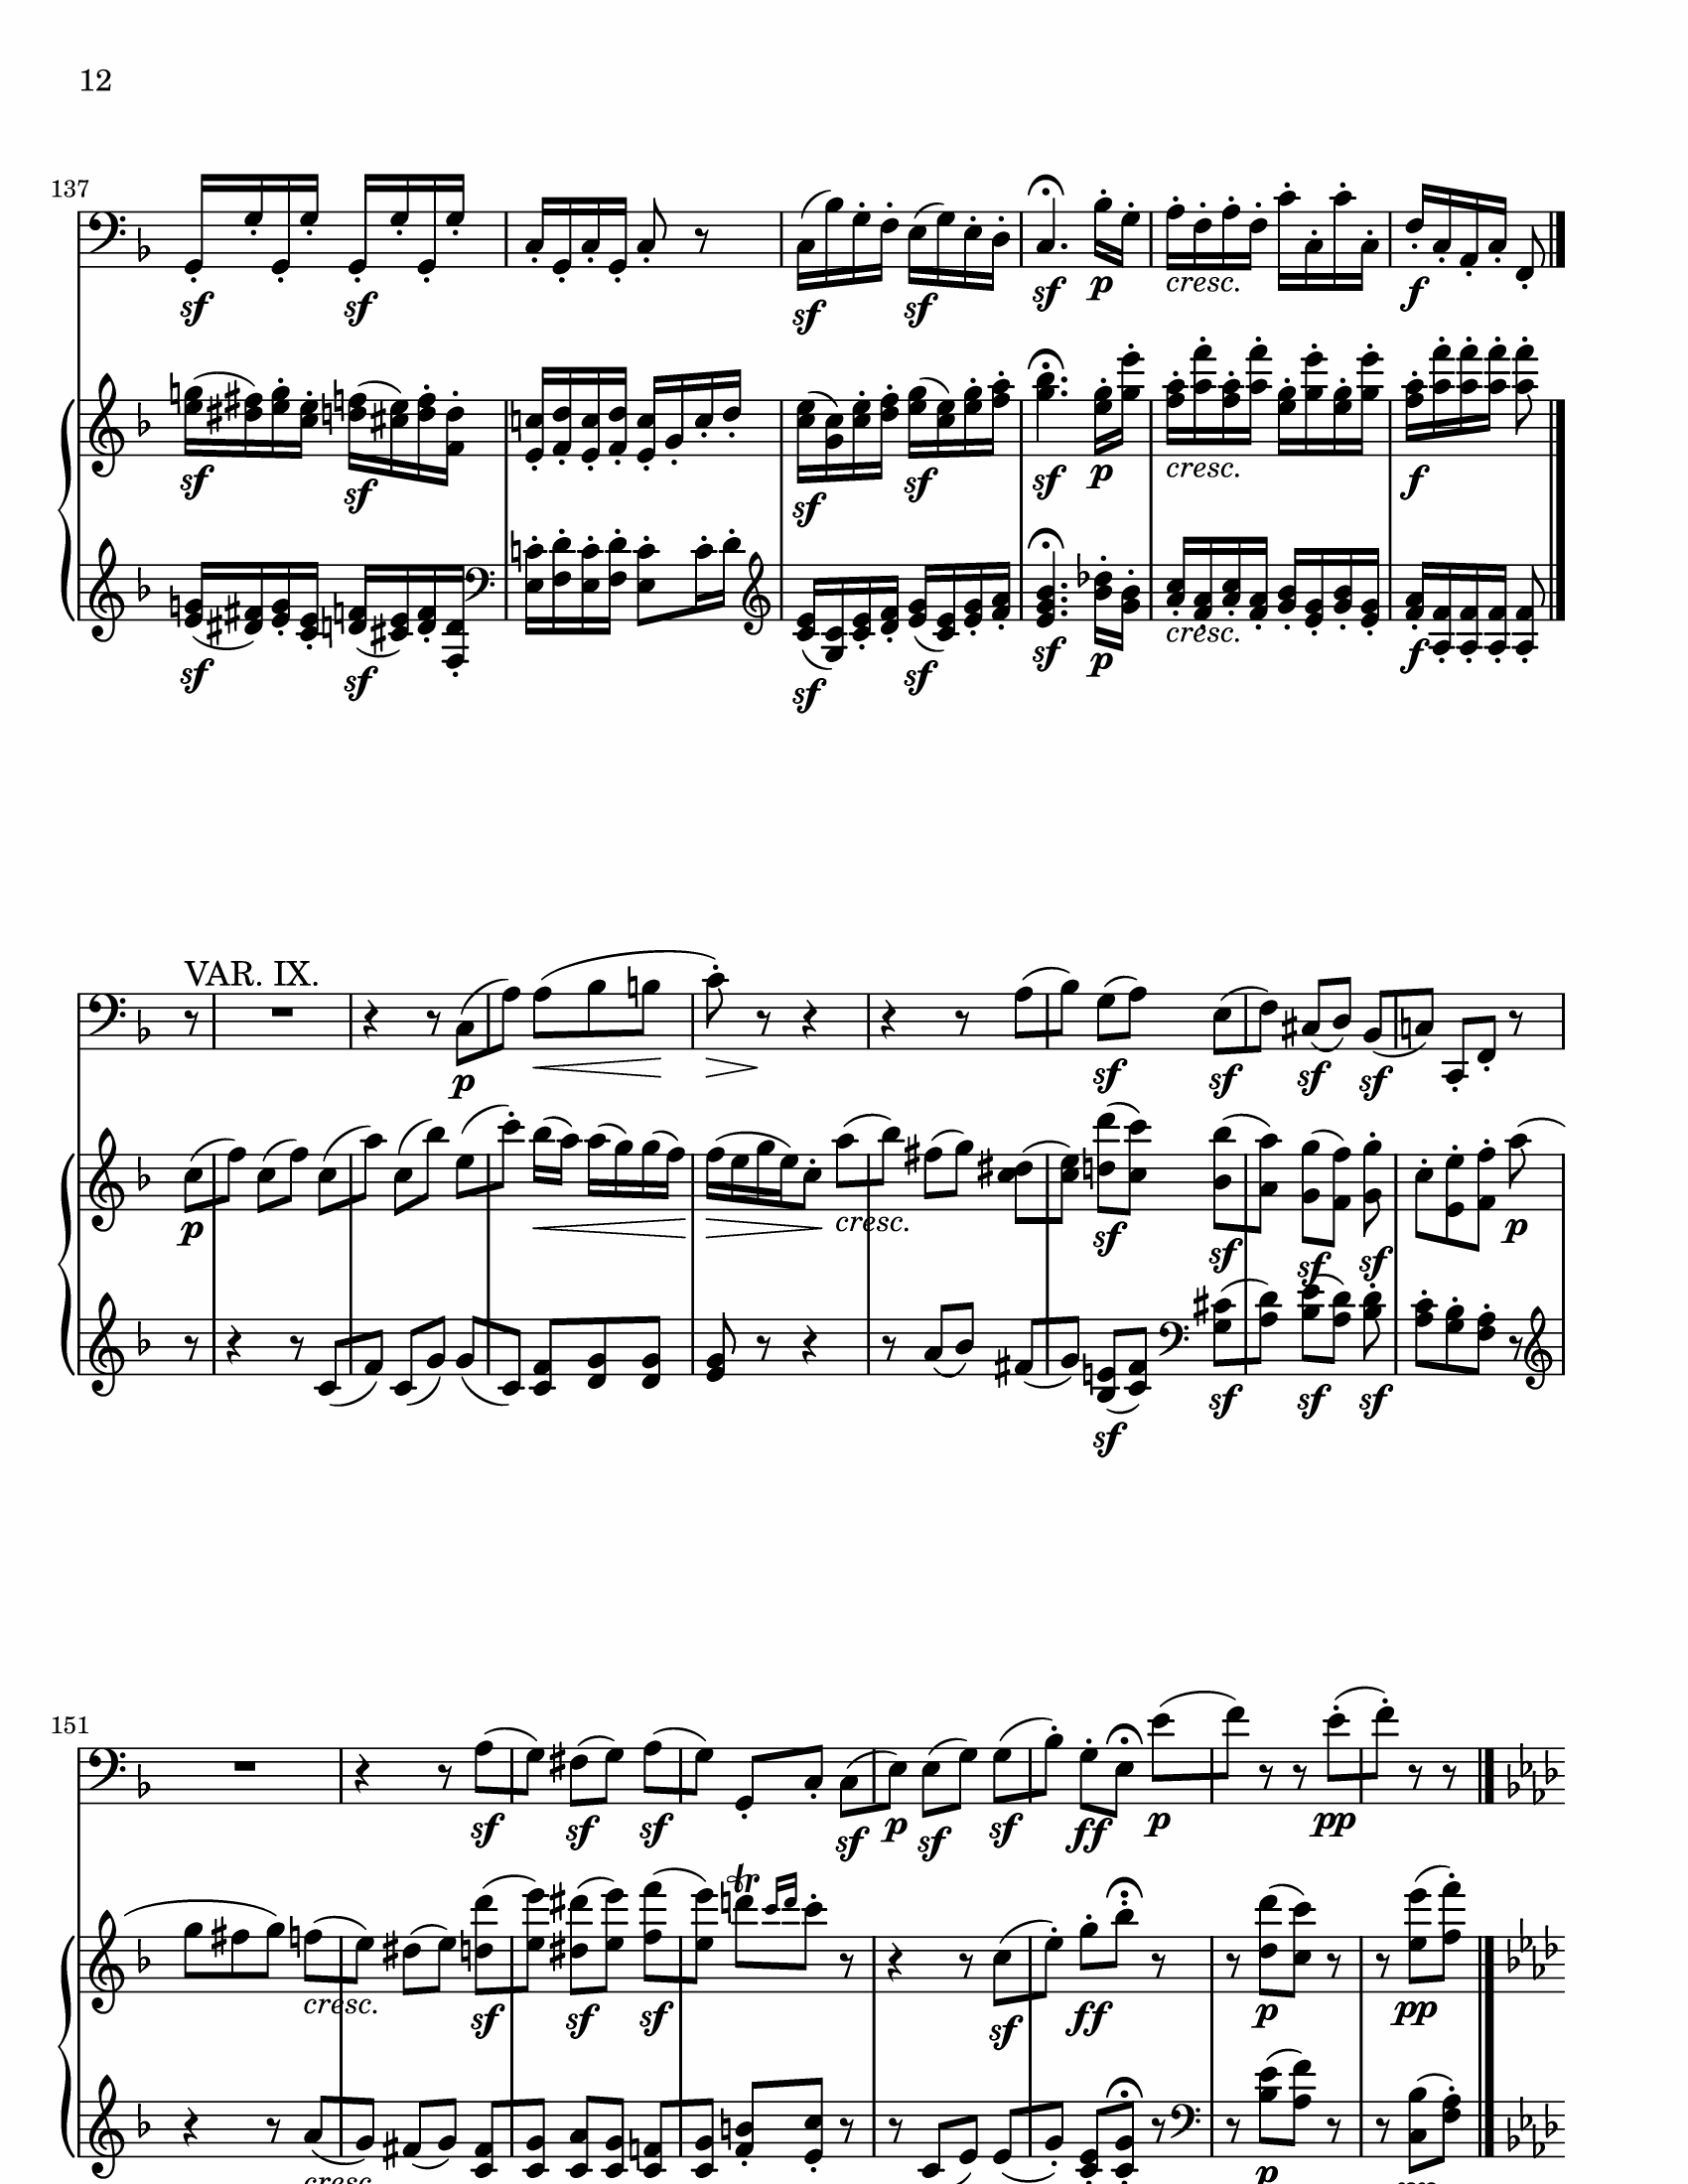 12
137
sf sf sf sf sf p cresc. f
sf sf sf sf sf p cresc. f
sf sf sf sf sf p cresc. f
VAR. IX.
p sf sf sf sf
p cresc. sf sf sf sf p
sf sf sf sf
151
sf sf sf sf p sf sf ff p pp
tr
cresc. sf sf sf sf ff p pp
cresc. p